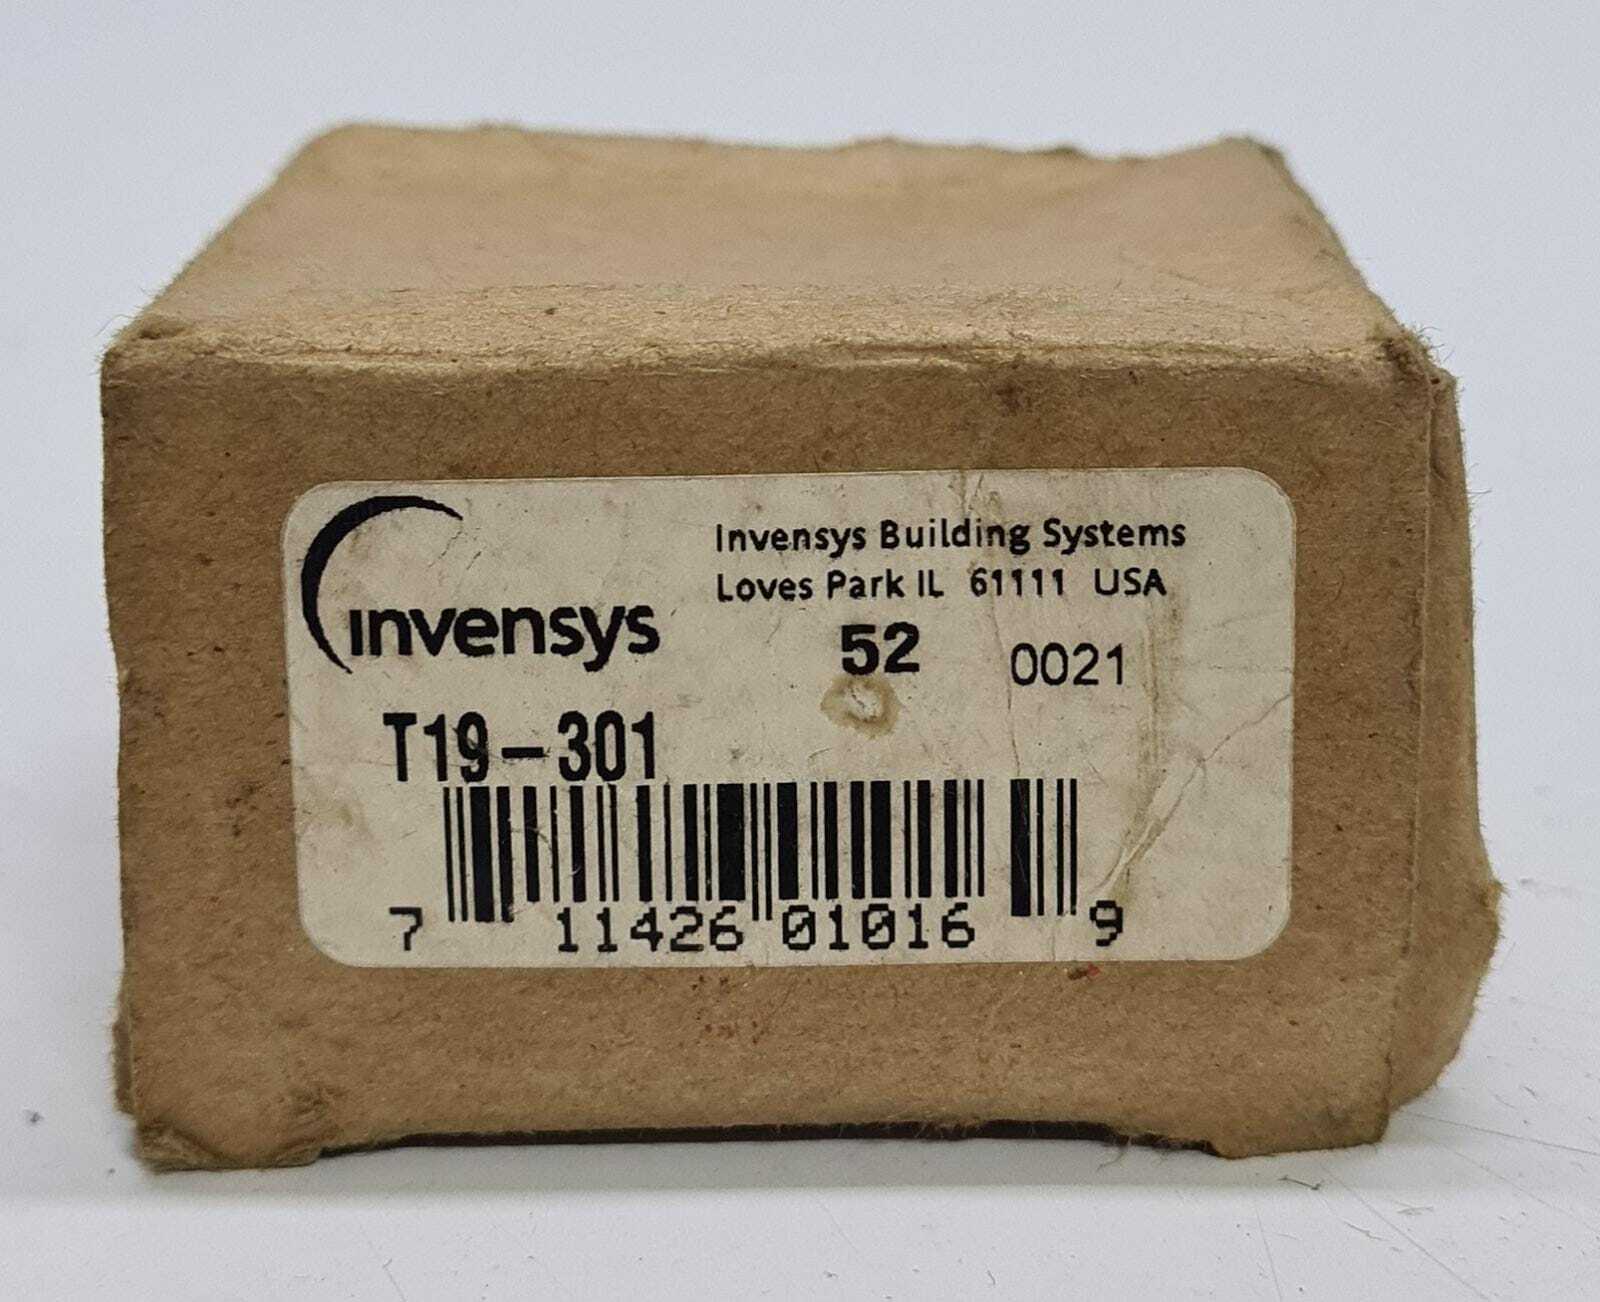 invensys
Invensys Building Systems
Loves Park IL 61111 USA
52 0021
T19-301
7 11426 01016 9